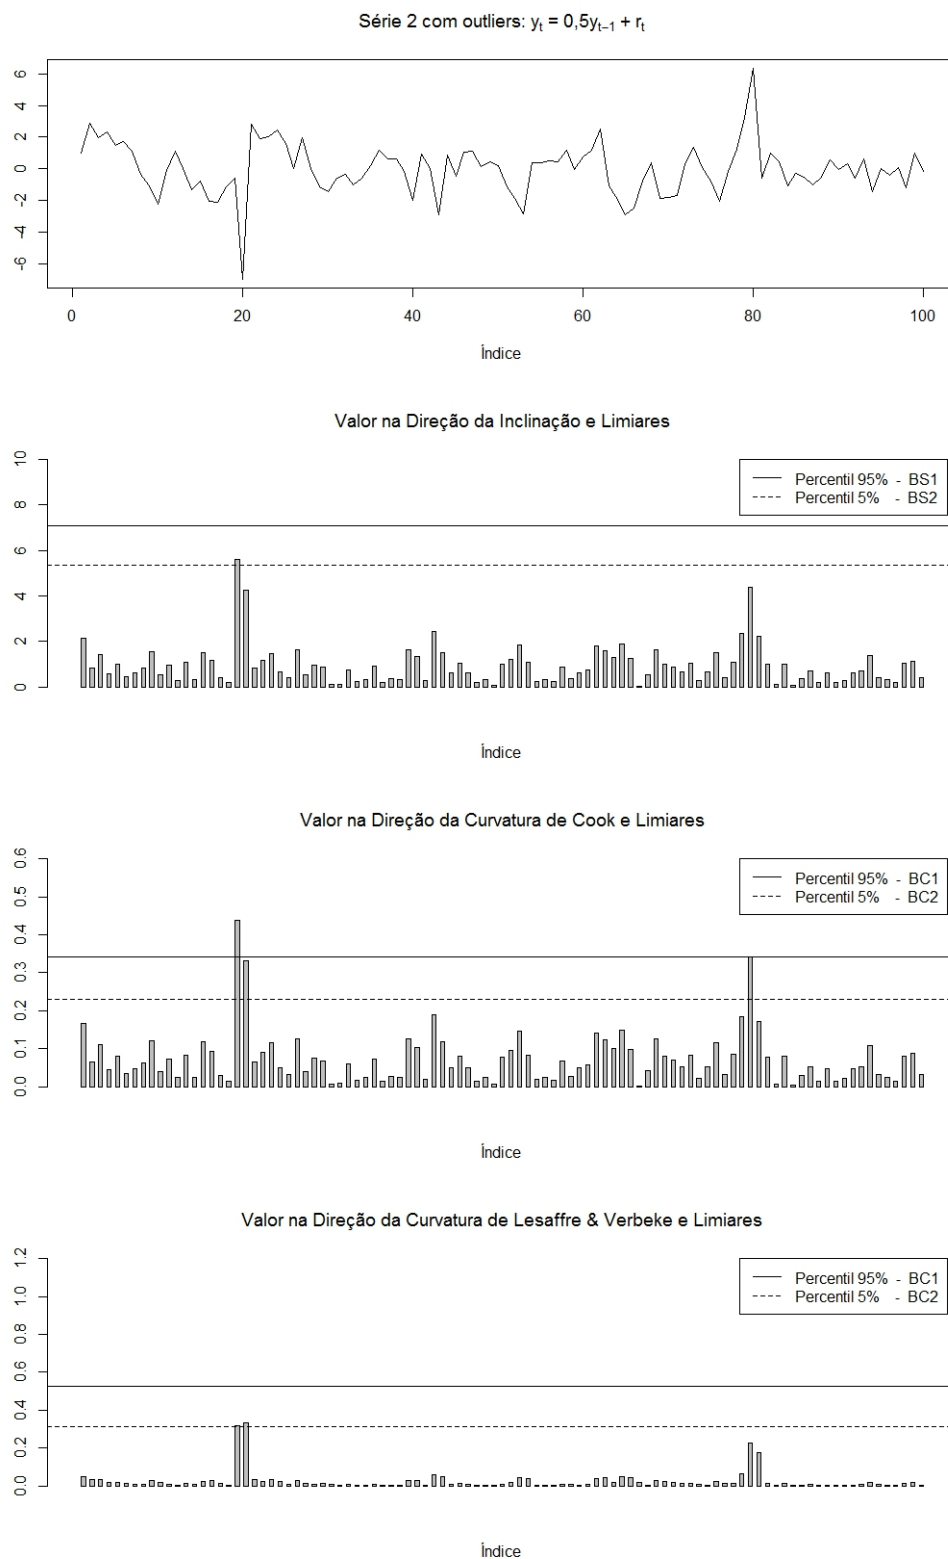 Série 2 com outliers: yₜ = 0,5yₜ₋₁ + rₜ
6
4
2
0
-2
-4
-6
0 20 40 60 80 100
Índice
Valor na Direção da Inclinação e Limiares
10
8
6
4
2
0
Percentil 95% - BS1
Percentil 5% - BS2
Índice
Valor na Direção da Curvatura de Cook e Limiares
0.6
0.5
0.4
0.3
0.2
0.1
0.0
Percentil 95% - BC1
Percentil 5% - BC2
Índice
Valor na Direção da Curvatura de Lesaffre & Verbeke e Limiares
1.2
1.0
0.8
0.6
0.4
0.2
0.0
Percentil 95% - BC1
Percentil 5% - BC2
Índice